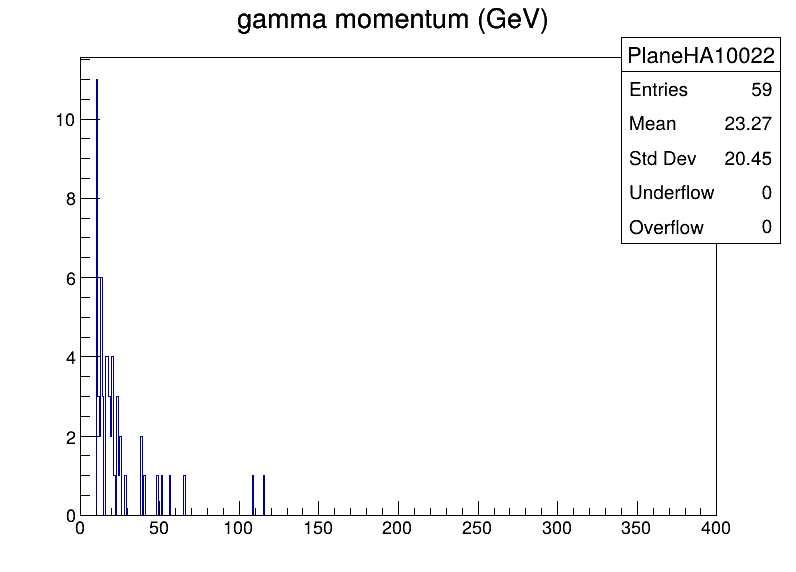 gamma momentum (GeV)
PlaneHA10022
Entries 59
Mean 23.27
Std Dev 20.45
Underflow 0
Overflow 0
10
8
6
4
2
0
0 50 100 150 200 250 300 350 400